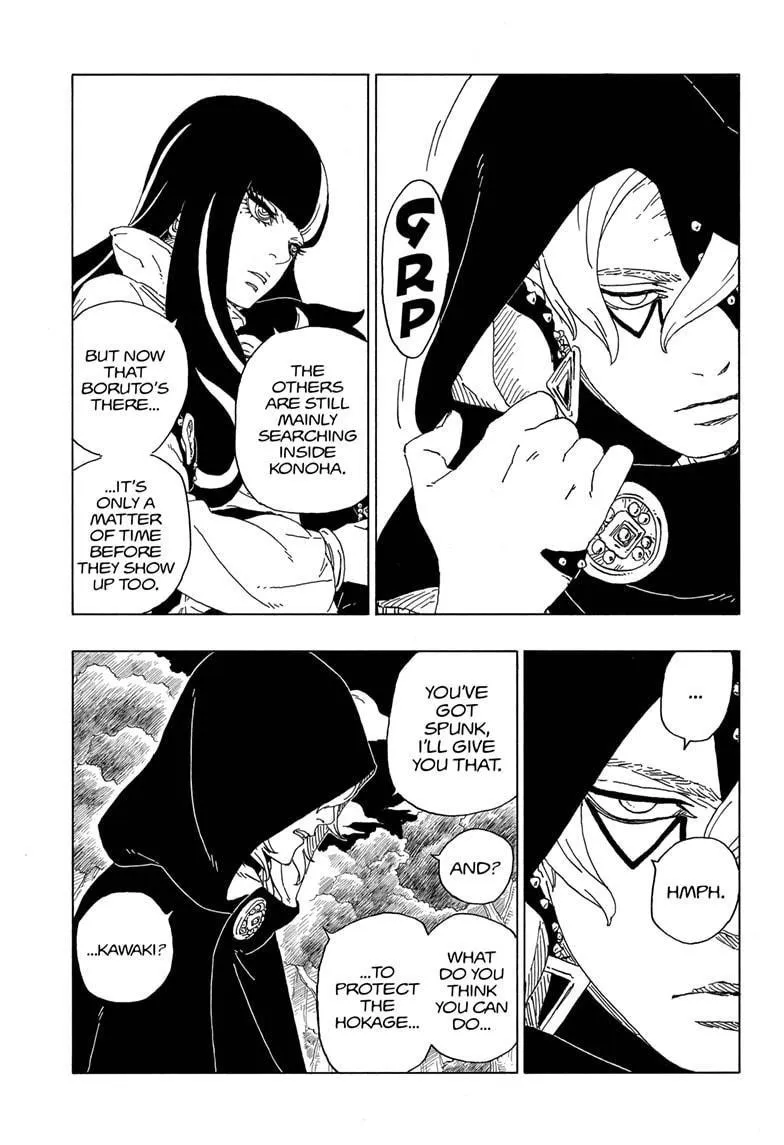 GRP
THE
OTHERS
ARE STILL
MAINLY
SEARCHING
INSIDE
KONOHA.
BUT NOW
THAT
BORUTO'S
THERE...
...IT'S
ONLY A
MATTER
OF TIME
BEFORE
THEY SHOW
UP TOO.
...
HMPH.
YOU'VE
GOT
SPUNK,
I'LL GIVE
YOU THAT.
AND?
WHAT
DO YOU
THINK
YOU CAN
DO...
...TO
PROTECT
THE
HOKAGE...
...KAWAKI?